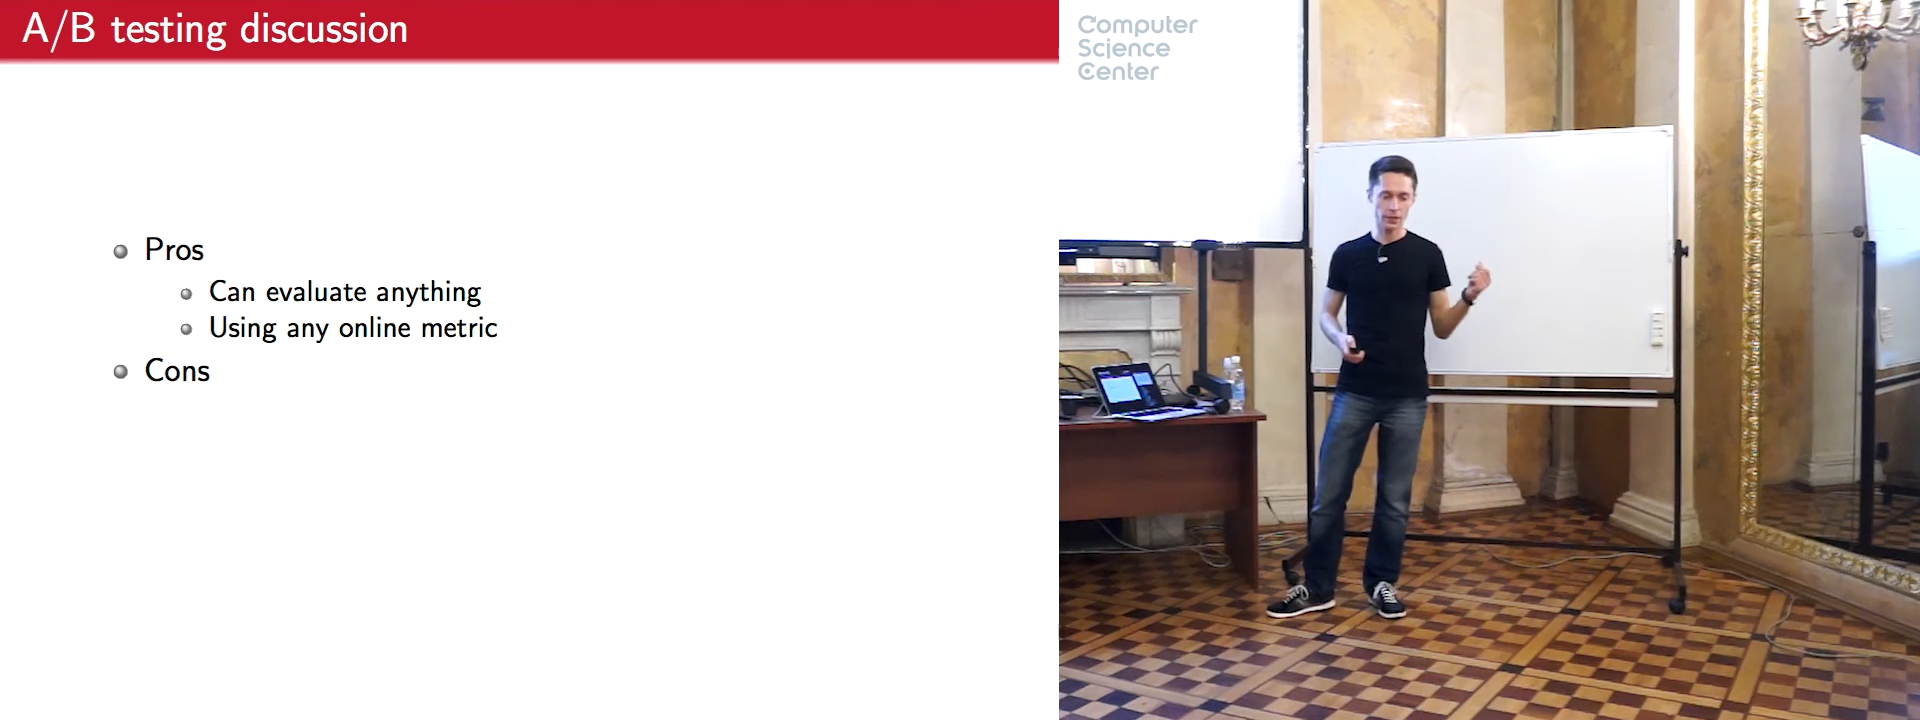 A/B testing discussion
Pros
Can evaluate anything
Using any online metric
Cons
Computer
Science
Center